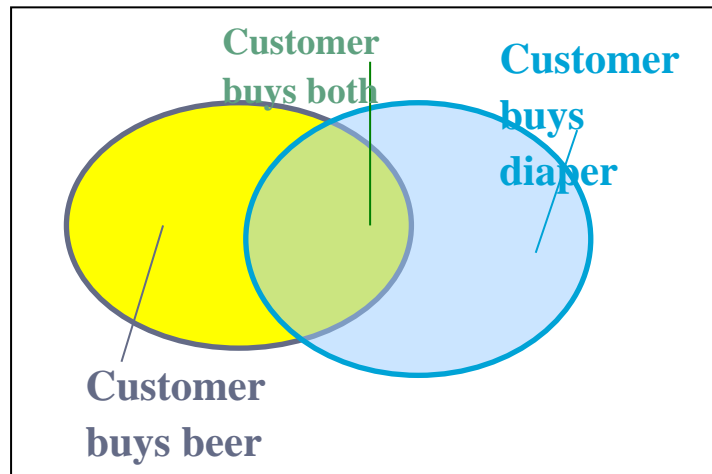 Customer
buys both
Customer
buys
diaper
Customer
buys beer